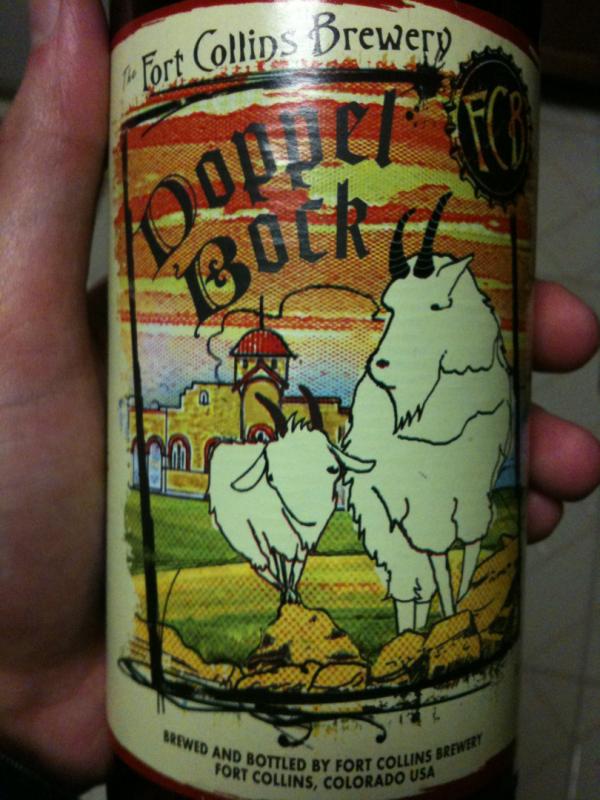 The Fort Collins Brewery
FCB
Doppel
Bock
BREWED AND BOTTLED BY FORT COLLINS BREWERY
FORT COLLINS, COLORADO USA